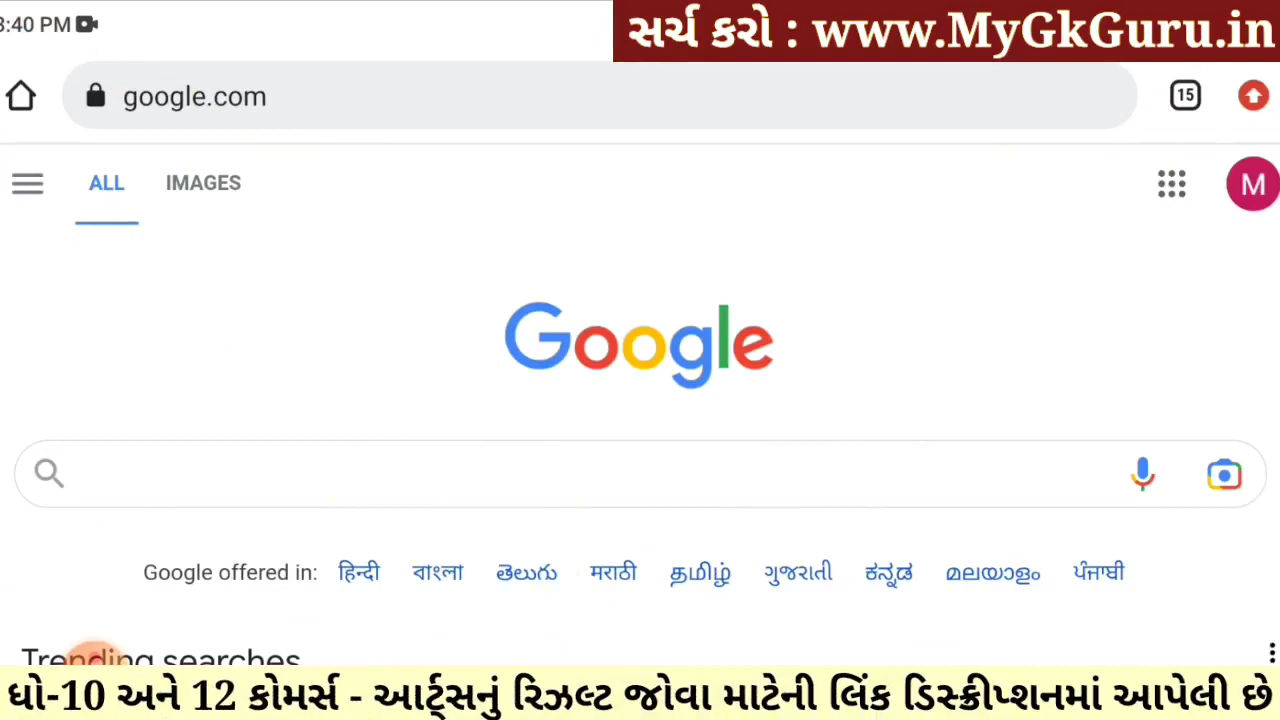 3:40 PM
સર્ચ કરો : www.MyGkGuru.in
google.com
15
ALL IMAGES
M
Google
Google offered in: हिन्दी বাংলা తెలుగు मराठी தமிழ் ગુજરાતી ಕನ್ನಡ മലയാളം ਪੰਜਾਬੀ
Trending searches
ધો-10 અને 12 કોમર્સ - આર્ટ્સનું રિઝલ્ટ જોવા માટેની લિંક ડિસ્ક્રીપ્શનમાં આપેલી છે